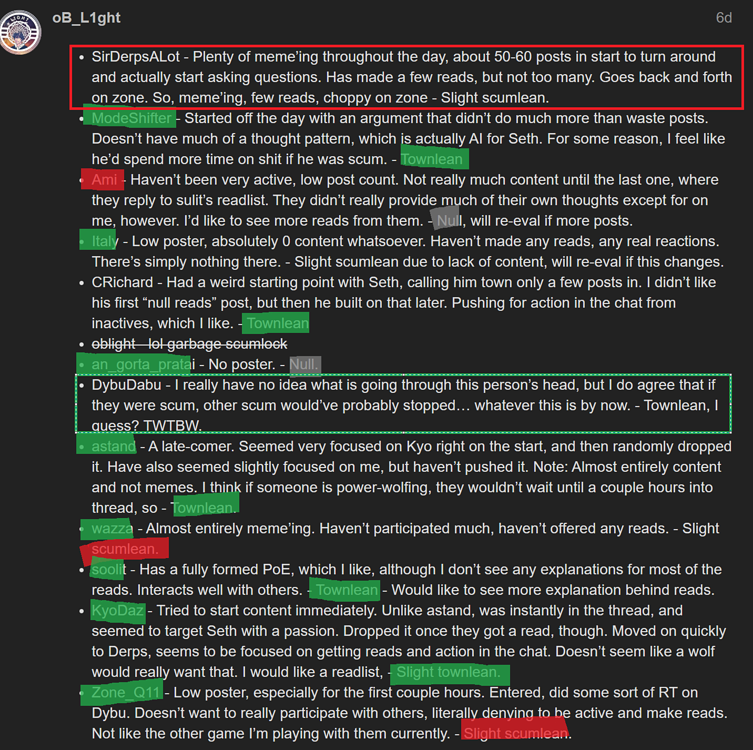 oB_L1ght
6d
• SirDerpsALot - Plenty of meme’ing throughout the day, about 50-60 posts in start to turn around
and actually start asking questions. Has made a few reads, but not too many. Goes back and forth
on zone. So, meme’ing, few reads, choppy on zone - Slight scumlean.
• ModeShifter - Started off the day with an argument that didn’t do much more than waste posts.
Doesn’t have much of a thought pattern, which is actually AI for Seth. For some reason, I feel like
he’d spend more time on shit if he was scum. - Townlean
• Ami - Haven’t been very active, low post count. Not really much content until the last one, where
they reply to sulit’s readlist. They didn’t really provide much of their own thoughts except for on
me, however. I’d like to see more reads from them. - Null, will re-eval if more posts.
• Italy - Low poster, absolutely 0 content whatsoever. Haven’t made any reads, any real reactions.
There’s simply nothing there. - Slight scumlean due to lack of content, will re-eval if this changes.
• CRichard - Had a weird starting point with Seth, calling him town only a few posts in. I didn’t like
his first “null reads” post, but then he built on that later. Pushing for action in the chat from
inactives, which I like. - Townlean
• oblight - lol garbage scumlock
• an_gorta_pratai - No poster. - Null.
• DybuDabu - I really have no idea what is going through this person’s head, but I do agree that if
they were scum, other scum would’ve probably stopped… whatever this is by now. - Townlean, I
guess? TWTBW.
• astand - A late-comer. Seemed very focused on Kyo right on the start, and then randomly dropped
it. Have also seemed slightly focused on me, but haven’t pushed it. Note: Almost entirely content
and not memes. I think if someone is power-wolfing, they wouldn’t wait until a couple hours into
thread, so - Townlean.
• wazza - Almost entirely meme’ing. Haven’t participated much, haven’t offered any reads. - Slight
scumlean.
• soolit - Has a fully formed PoE, which I like, although I don’t see any explanations for most of the
reads. Interacts well with others. - Townlean - Would like to see more explanation behind reads.
• KyoDaz - Tried to start content immediately. Unlike astand, was instantly in the thread, and
seemed to target Seth with a passion. Dropped it once they got a read, though. Moved on quickly
to Derps, seems to be focused on getting reads and action in the chat. Doesn’t seem like a wolf
would really want that. I would like a readlist, - Slight townlean.
• Zone_Q11 - Low poster, especially for the first couple hours. Entered, did some sort of RT on
Dybu. Doesn’t want to really participate with others, literally denying to be active and make reads.
Not like the other game I’m playing with them currently. - Slight scumlean.